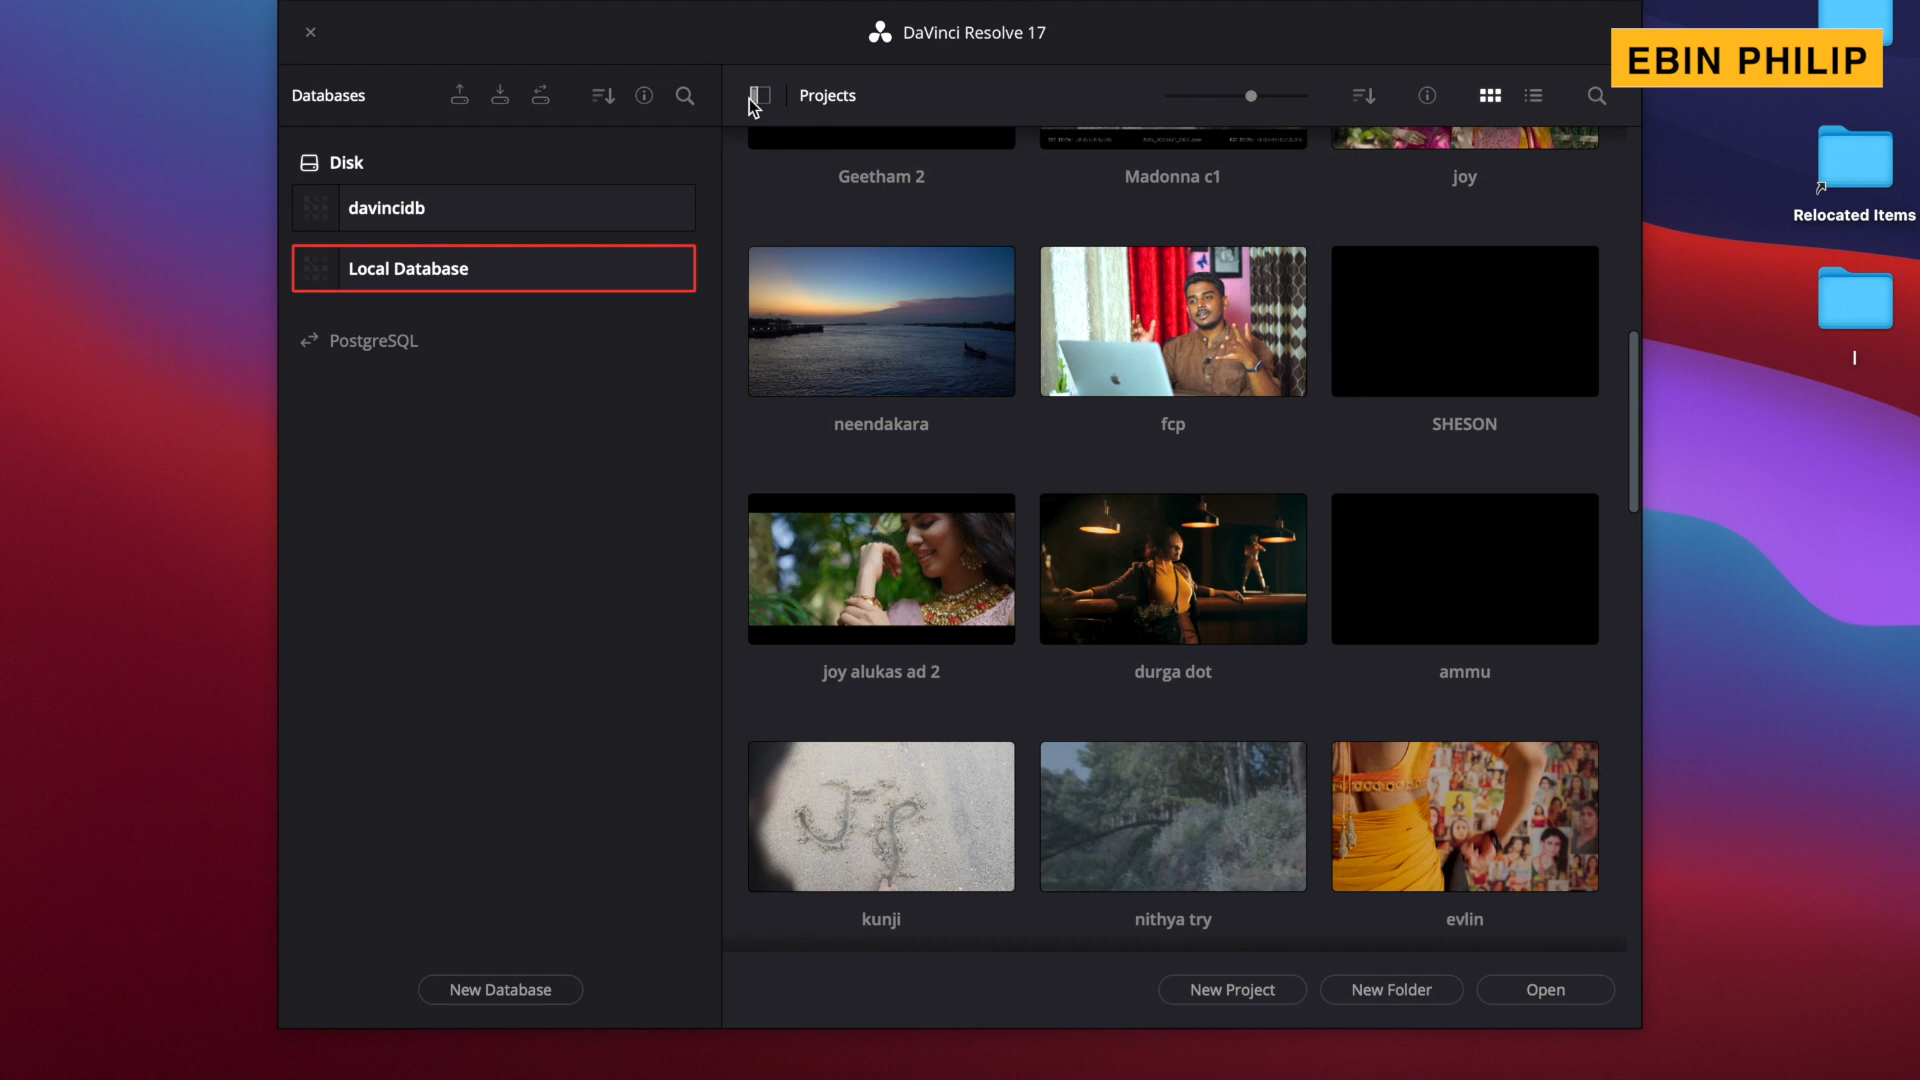 DaVinci Resolve 17
EBIN PHILIP
Databases
Projects
Disk
davincidb
Local Database
PostgreSQL
Geetham 2
Madonna c1
joy
neendakara
fcp
SHESON
joy alukas ad 2
durga dot
ammu
kunji
nithya try
evlin
New Database
New Project
New Folder
Open
Relocated Items
l